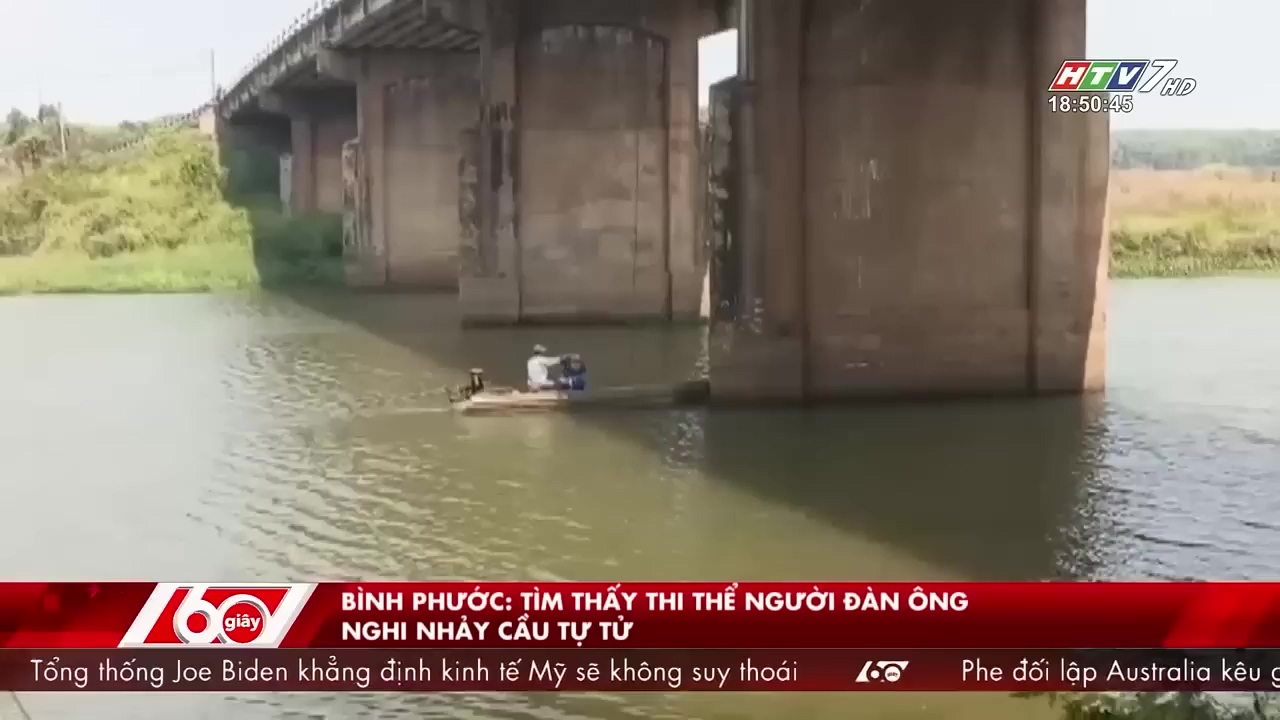 HTV7 HD
18:50:45
60 giây
BÌNH PHƯỚC: TÌM THẤY THI THỂ NGƯỜI ĐÀN ÔNG
NGHI NHẢY CẦU TỰ TỬ
Tổng thống Joe Biden khẳng định kinh tế Mỹ sẽ không suy thoái 60 giây Phe đối lập Australia kêu